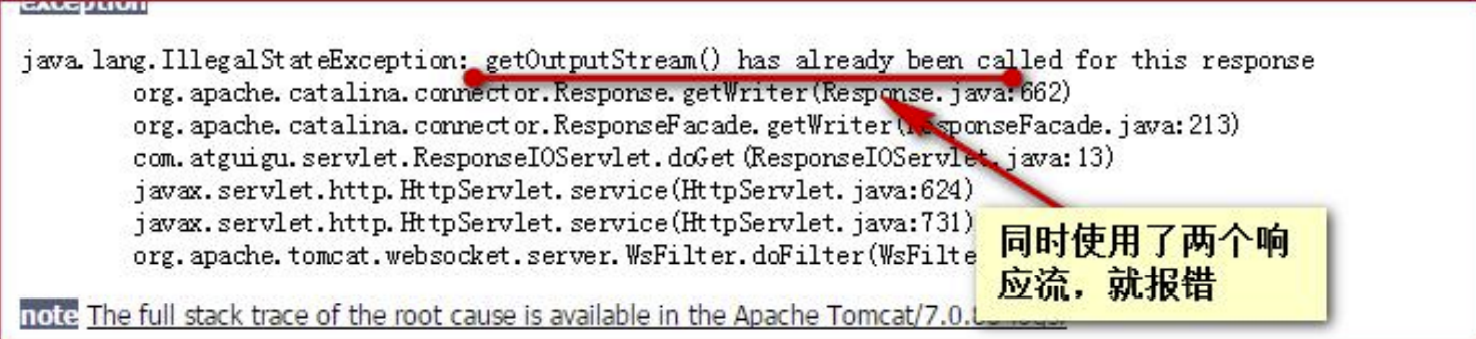 exception
java.lang.IllegalStateException: getOutputStream() has already been called for this response
org.apache.catalina.connector.Response.getWriter(Response.java:662)
org.apache.catalina.connector.ResponseFacade.getWriter(ResponseFacade.java:213)
com.atguigu.servlet.ResponseIOServlet.doGet(ResponseIOServlet.java:13)
javax.servlet.http.HttpServlet.service(HttpServlet.java:624)
javax.servlet.http.HttpServlet.service(HttpServlet.java:731)
org.apache.tomcat.websocket.server.WsFilter.doFilter(WsFilte
同时使用了两个响
应流，就报错
note The full stack trace of the root cause is available in the Apache Tomcat/7.0.